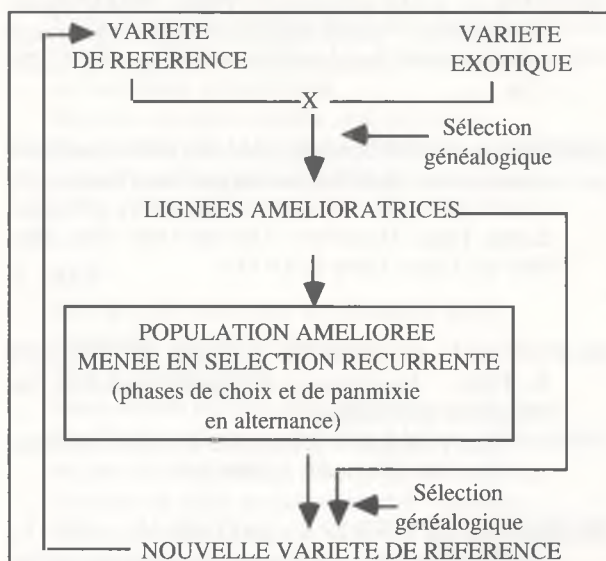 VARIETE
DE REFERENCE
VARIETE
EXOTIQUE
X
Sélection
généalogique
LIGNEES AMELIORATRICES
POPULATION AMELIOREE
MENEE EN SELECTION RECURRENTE
(phases de choix et de panmixie
en alternance)
Sélection
généalogique
NOUVELLE VARIETE DE REFERENCE